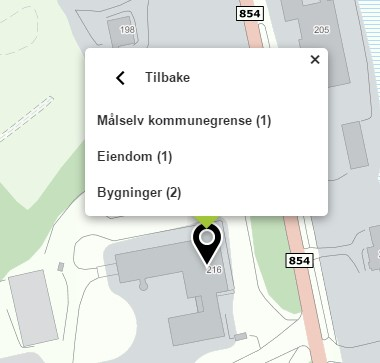 854
198
205
×
Tilbake
Målselv kommunegrense (1)
Eiendom (1)
Bygninger (2)
854
216